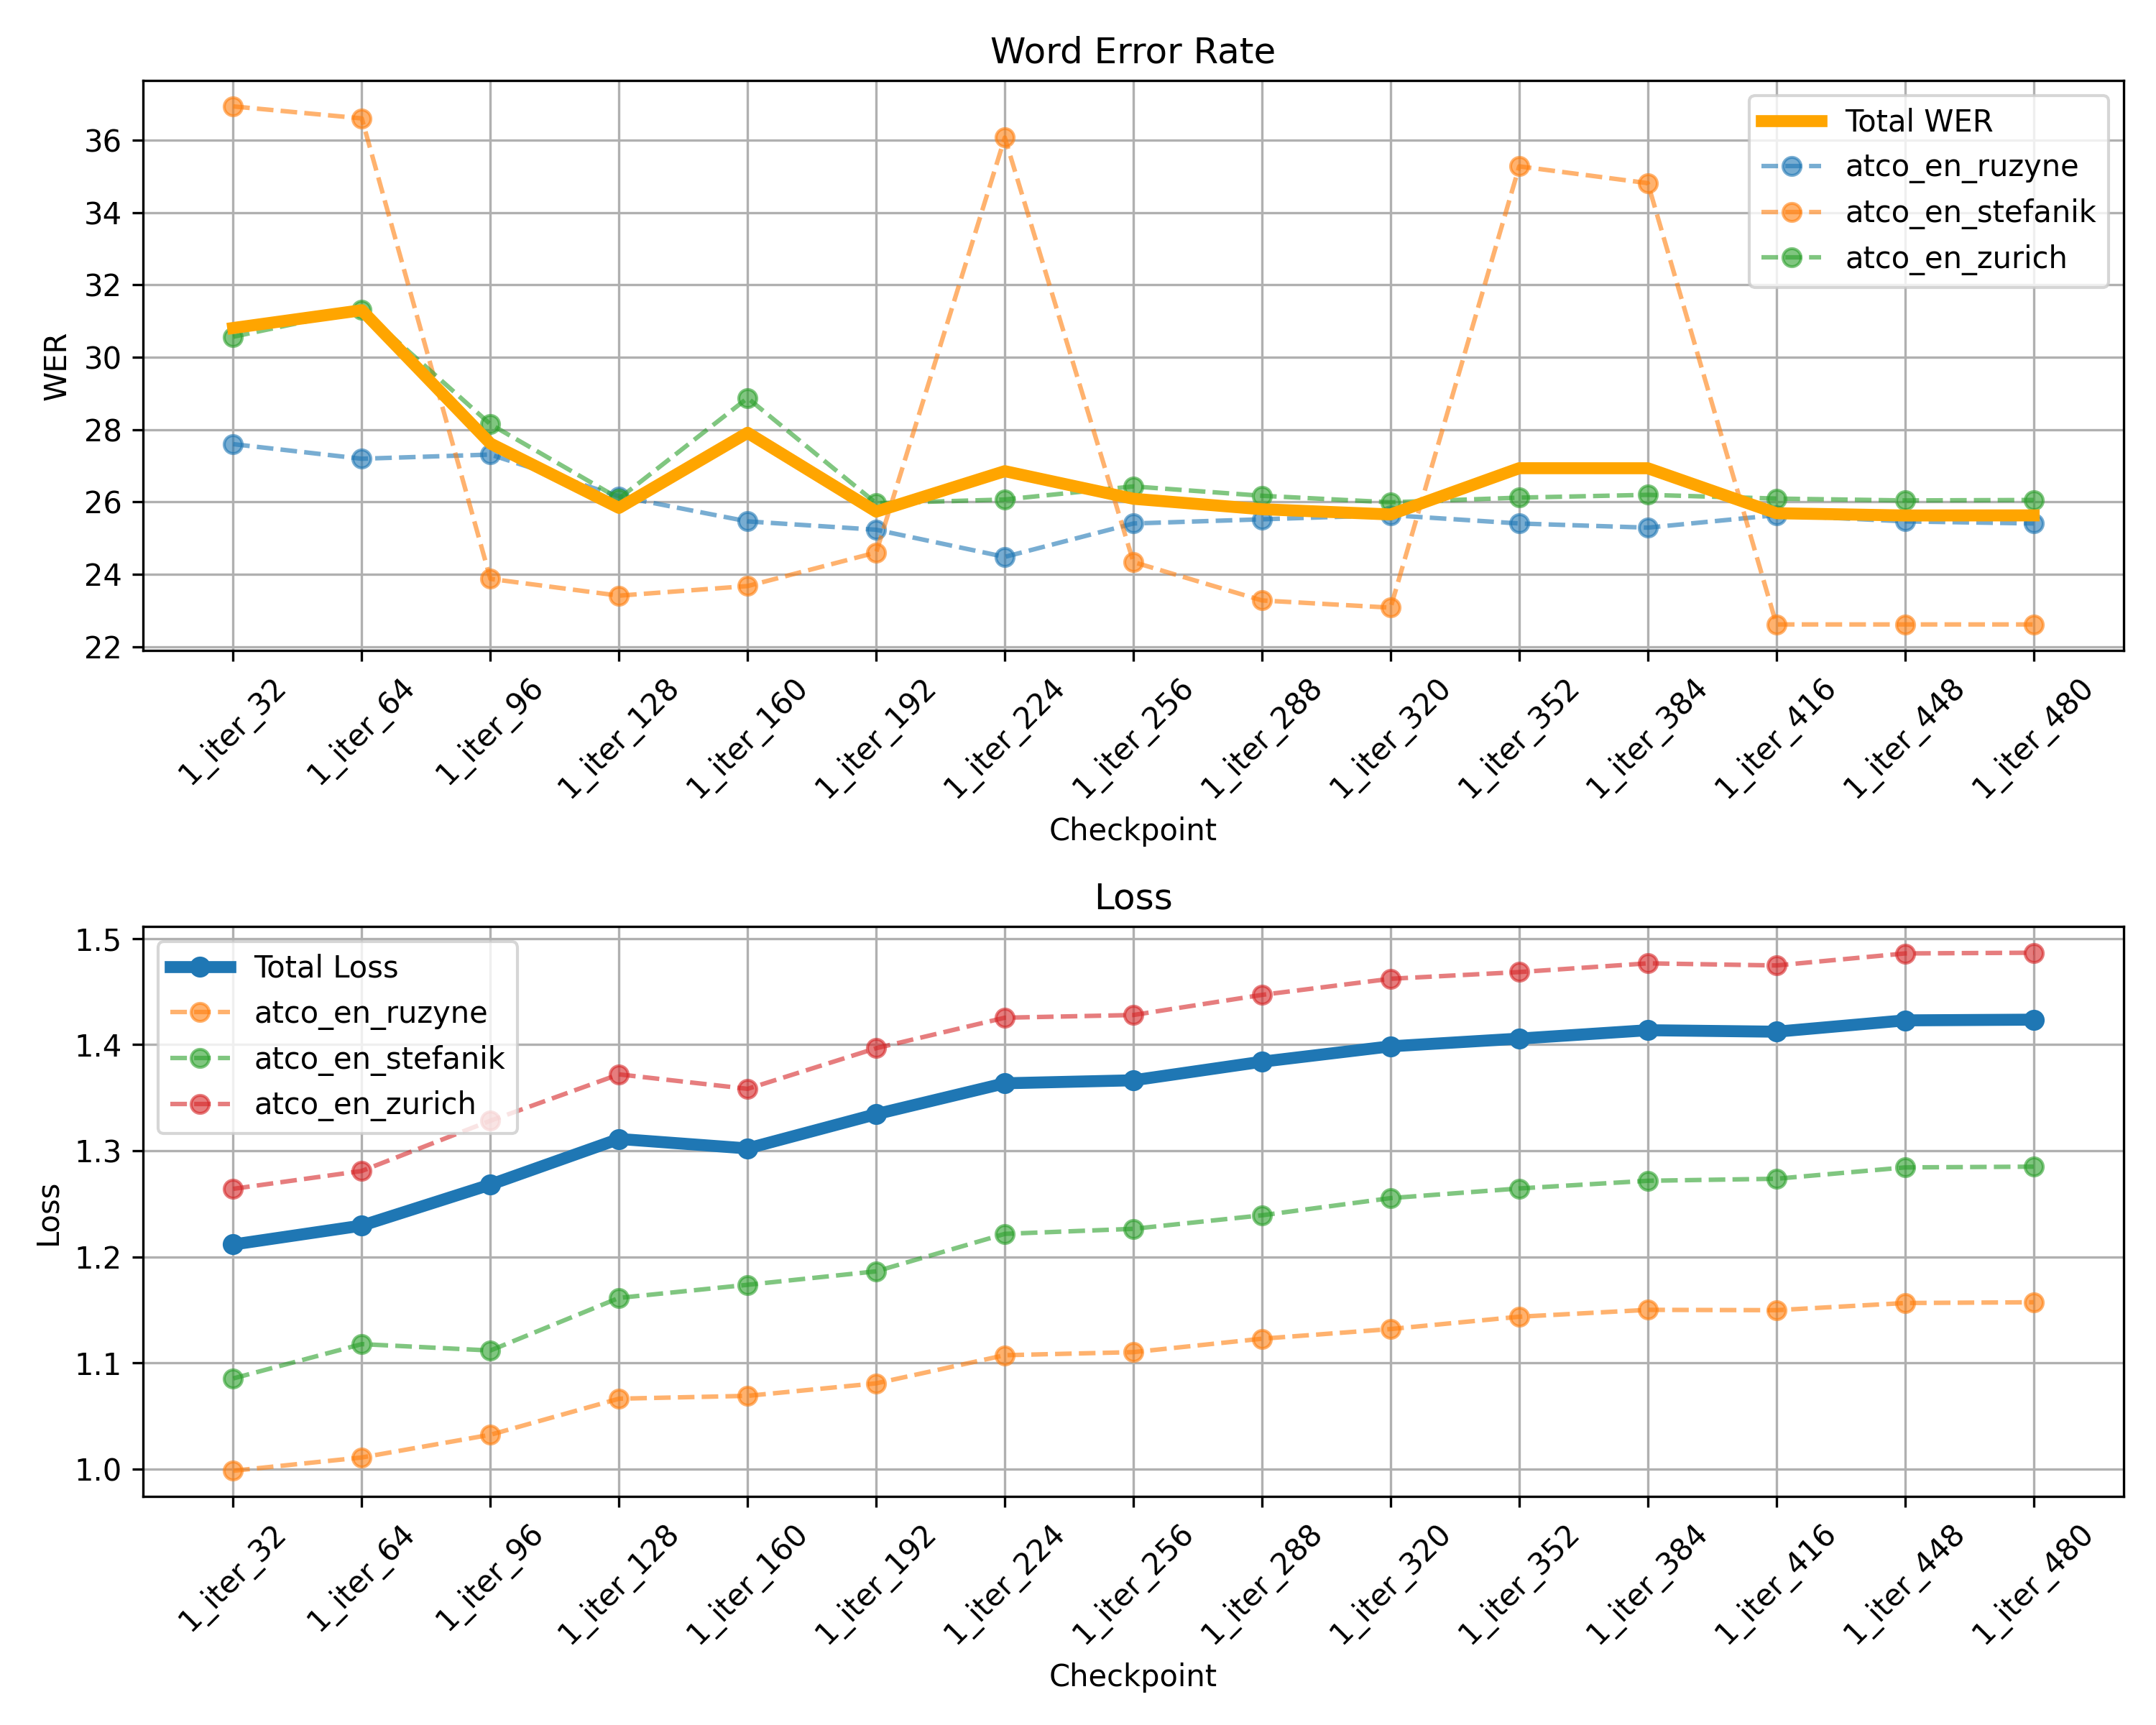 Word Error Rate
WER
36
34
32
30
28
26
24
22
Total WER
atco_en_ruzyne
atco_en_stefanik
atco_en_zurich
1_iter_32
1_iter_64
1_iter_96
1_iter_128
1_iter_160
1_iter_192
1_iter_224
1_iter_256
1_iter_288
1_iter_320
1_iter_352
1_iter_384
1_iter_416
1_iter_448
1_iter_480
Checkpoint
Loss
Loss
1.5
1.4
1.3
1.2
1.1
1.0
Total Loss
atco_en_ruzyne
atco_en_stefanik
atco_en_zurich
1_iter_32
1_iter_64
1_iter_96
1_iter_128
1_iter_160
1_iter_192
1_iter_224
1_iter_256
1_iter_288
1_iter_320
1_iter_352
1_iter_384
1_iter_416
1_iter_448
1_iter_480
Checkpoint